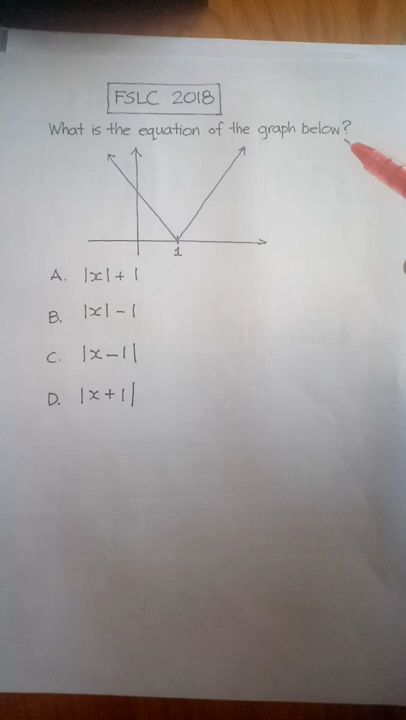 FSLC 2018
What is the equation of the graph below?
1
A. |x| + 1
B. |x| - 1
C. |x - 1|
D. |x + 1|